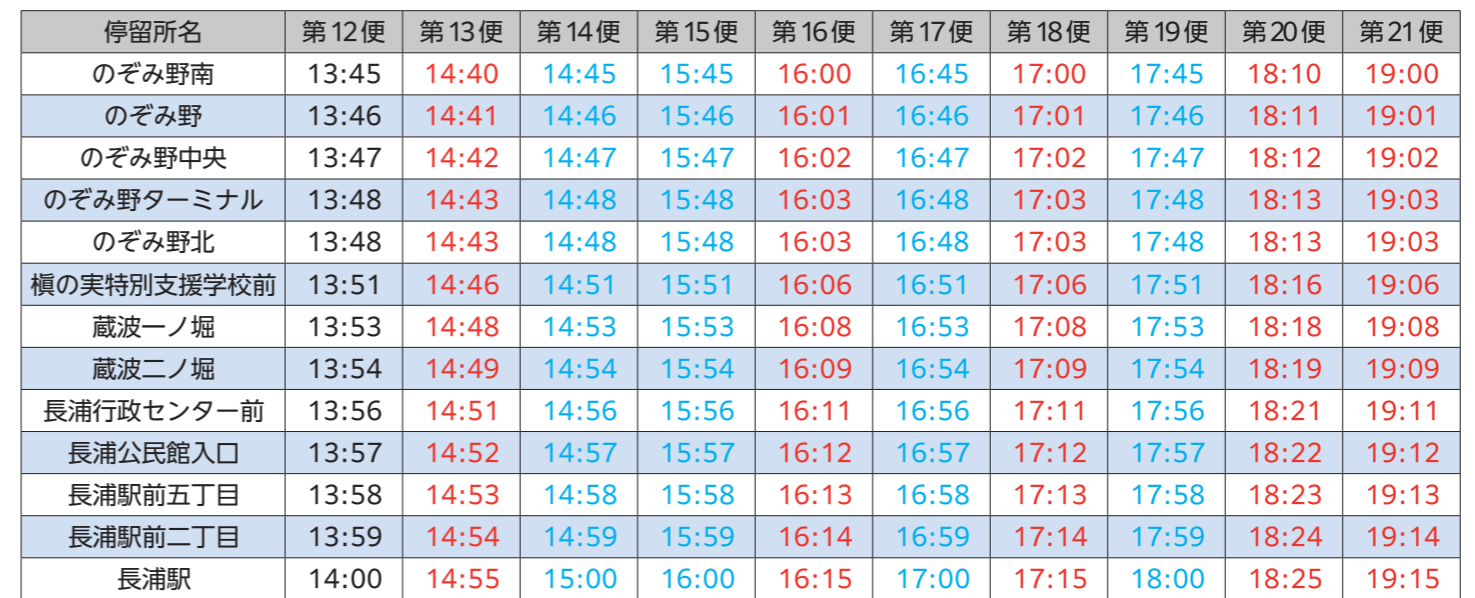 停留所名 第12便 第13便 第14便 第15便 第16便 第17便 第18便 第19便 第20便 第21便
のぞみ野南 13:45 14:40 14:45 15:45 16:00 16:45 17:00 17:45 18:10 19:00
のぞみ野 13:46 14:41 14:46 15:46 16:01 16:46 17:01 17:46 18:11 19:01
のぞみ野中央 13:47 14:42 14:47 15:47 16:02 16:47 17:02 17:47 18:12 19:02
のぞみ野ターミナル 13:48 14:43 14:48 15:48 16:03 16:48 17:03 17:48 18:13 19:03
のぞみ野北 13:48 14:43 14:48 15:48 16:03 16:48 17:03 17:48 18:13 19:03
槇の実特別支援学校前 13:51 14:46 14:51 15:51 16:06 16:51 17:06 17:51 18:16 19:06
蔵波一ノ堀 13:53 14:48 14:53 15:53 16:08 16:53 17:08 17:53 18:18 19:08
蔵波二ノ堀 13:54 14:49 14:54 15:54 16:09 16:54 17:09 17:54 18:19 19:09
長浦行政センター前 13:56 14:51 14:56 15:56 16:11 16:56 17:11 17:56 18:21 19:11
長浦公民館入口 13:57 14:52 14:57 15:57 16:12 16:57 17:12 17:57 18:22 19:12
長浦駅前五丁目 13:58 14:53 14:58 15:58 16:13 16:58 17:13 17:58 18:23 19:13
長浦駅前二丁目 13:59 14:54 14:59 15:59 16:14 16:59 17:14 17:59 18:24 19:14
長浦駅 14:00 14:55 15:00 16:00 16:15 17:00 17:15 18:00 18:25 19:15